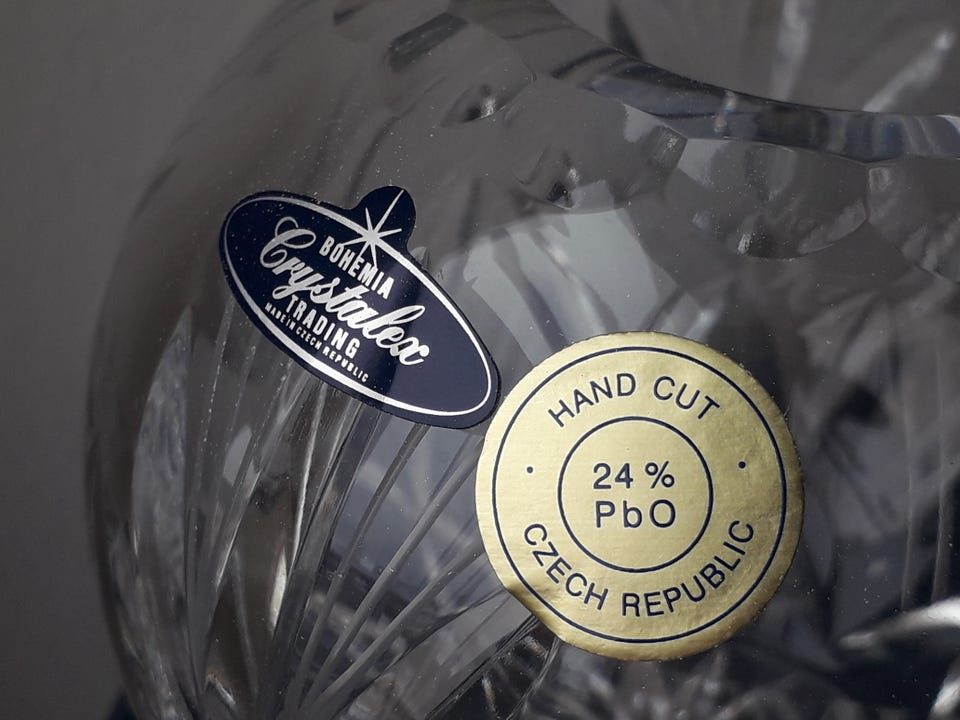 BOHEMIA
Crystalex
TRADING
MADE IN CZECH REPUBLIC
HAND CUT
24%
PbO
CZECH REPUBLIC